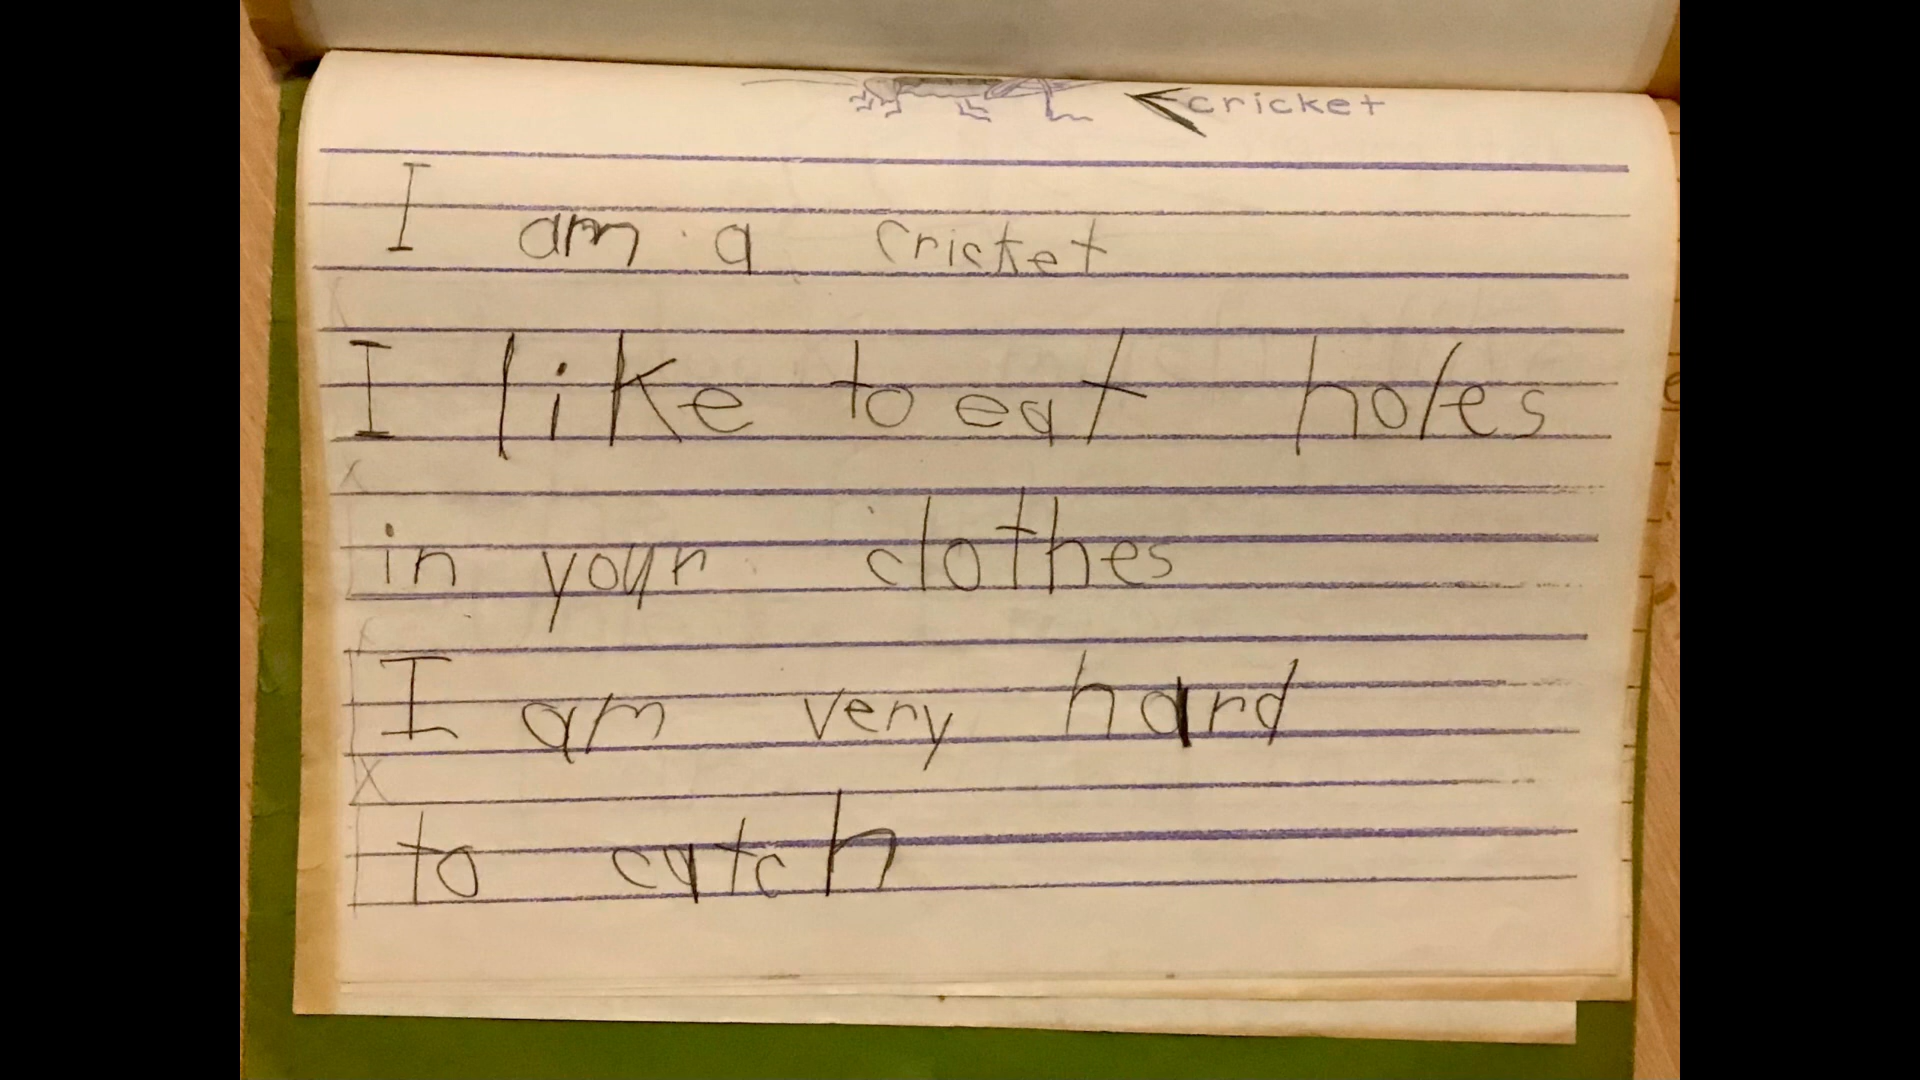 cricket
I am a cricket
I like to eat holes
in your clothes
I am very hard
to catch